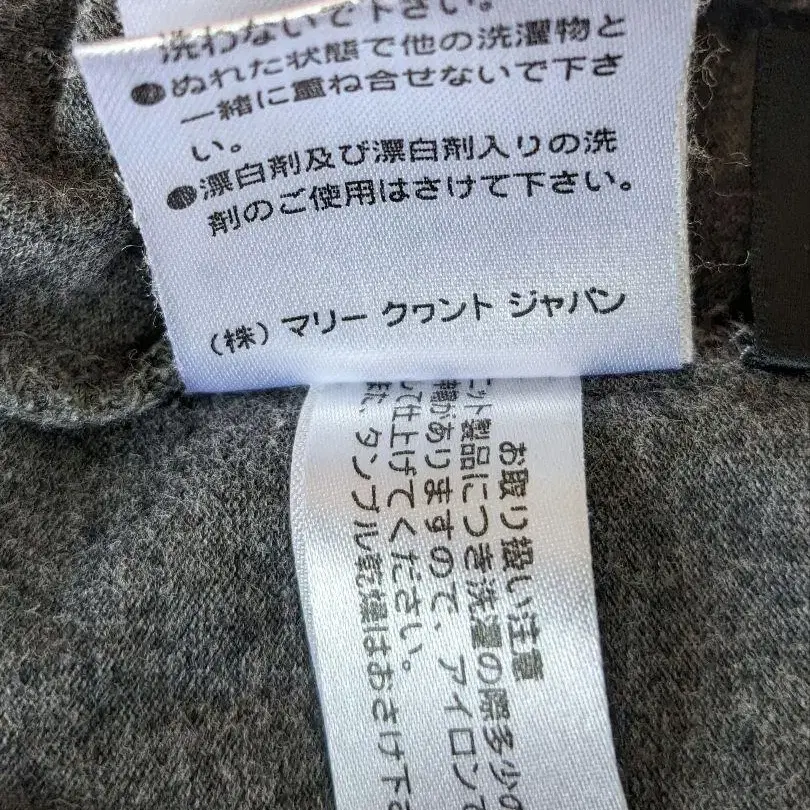 洗わないで下さい。
●ぬれた状態で他の洗濯物と
一緒に重ね合せないで下さ
い。
●漂白剤及び漂白剤入りの洗
剤のご使用はさけて下さい。
(株) マリー クヮント ジャパン
お取り扱い注意
ニット製品につき洗濯の際多少の
縮がありますので、アイロンで
して仕上げてください。
また、タンブル乾燥はおさけ下